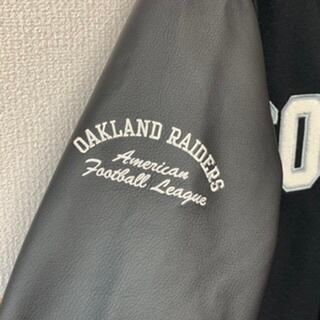 OAKLAND RAIDERS
American
Football League